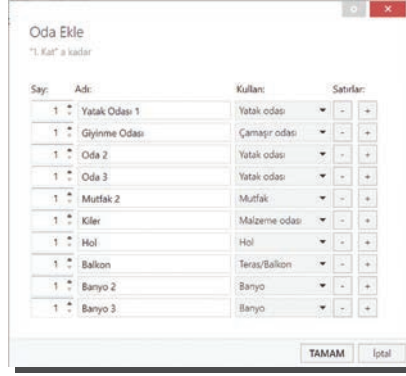 Oda Ekle
"1. Kat" a kadar
Say: Adı: Kullan: Satırlar:
1 Yatak Odası 1 Yatak odası - +
1 Giyinme Odası Çamaşır odası - +
1 Oda 2 Yatak odası - +
1 Oda 3 Yatak odası - +
1 Mutfak 2 Mutfak - +
1 Kiler Malzeme odası - +
1 Hol Hol - +
1 Balkon Teras/Balkon - +
1 Banyo 2 Banyo - +
1 Banyo 3 Banyo - +
TAMAM İptal